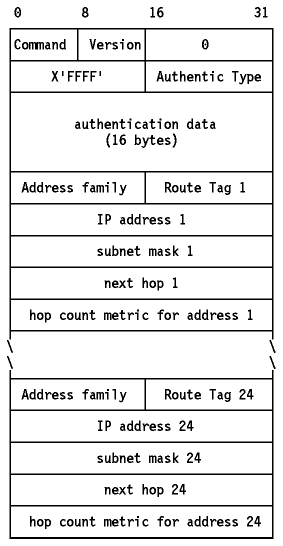 0 8 16 31
Command Version 0
X'FFFF' Authentic Type
authentication data
(16 bytes)
Address family Route Tag 1
IP address 1
subnet mask 1
next hop 1
hop count metric for address 1
Address family Route Tag 24
IP address 24
subnet mask 24
next hop 24
hop count metric for address 24